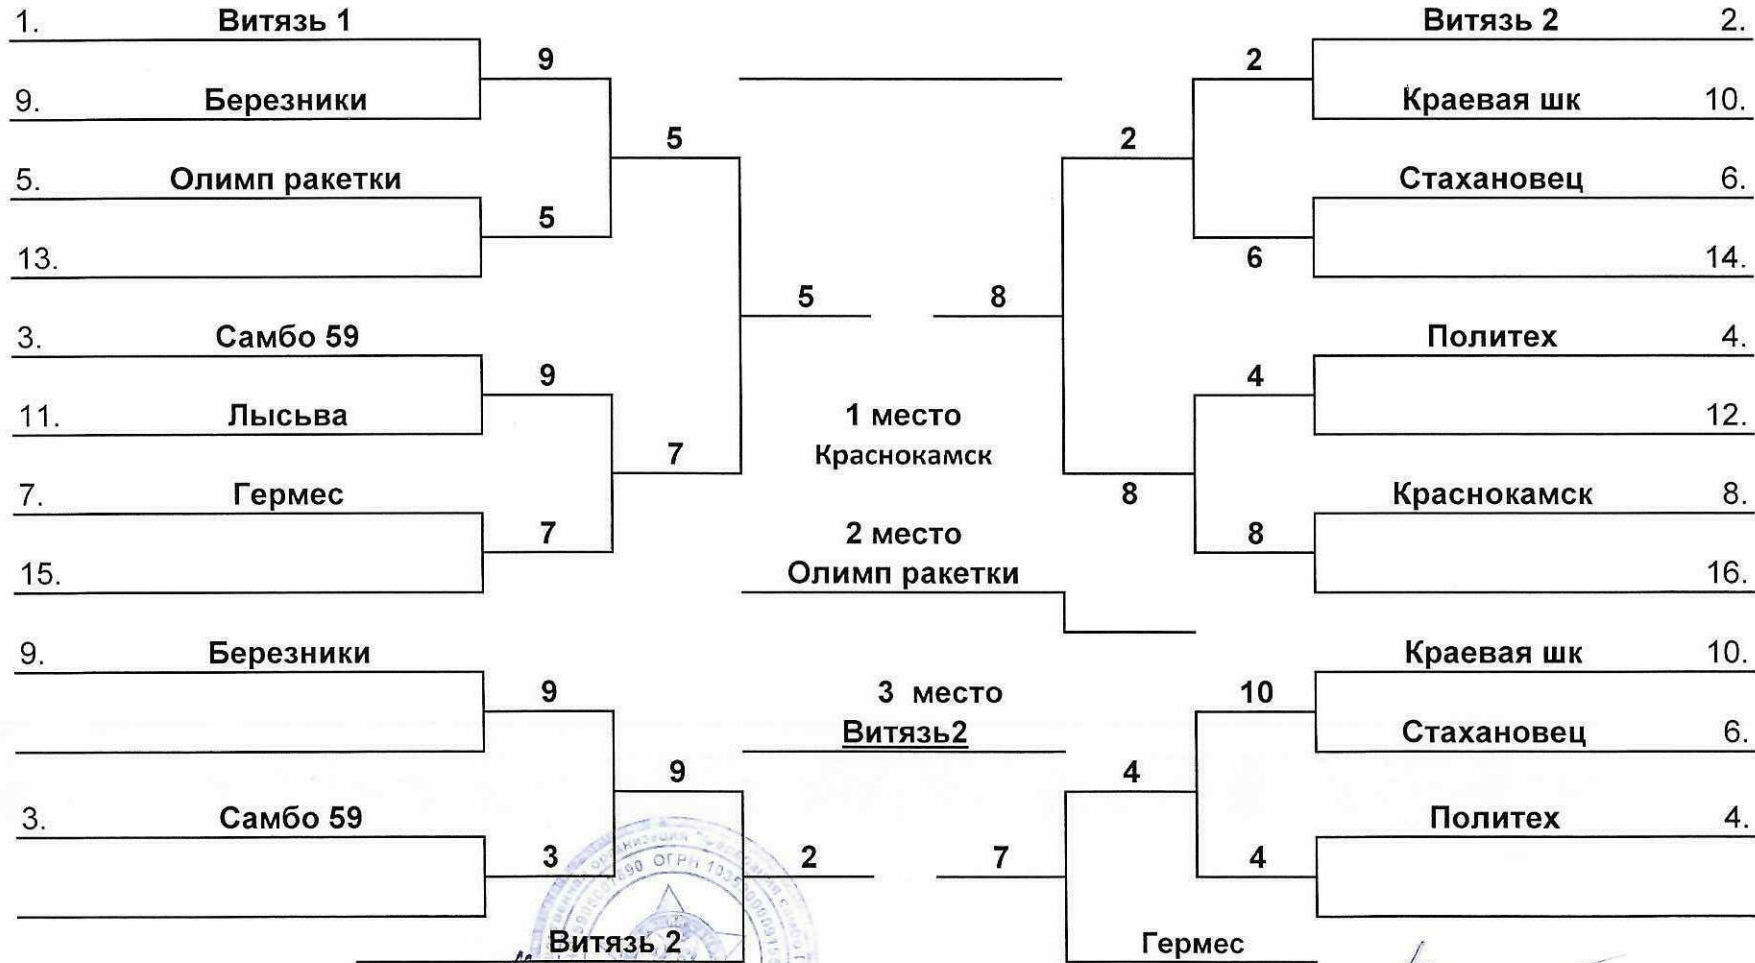 1. Витязь 1
Витязь 2 2.
9
2
9. Березники
Краевая шк 10.
5
2
5. Олимп ракетки
Стахановец 6.
5
6
13.
14.
5
8
3. Самбо 59
Политех 4.
9
4
11. Лысьва
1 место
12.
7
Краснокамск
8
7. Гермес
Краснокамск 8.
7
2 место
8
15.
Олимп ракетки
16.
9. Березники
Краевая шк 10.
9
3 место
10
Витязь2
Стахановец 6.
9
4
3. Самбо 59
Политех 4.
3
2
7
4
Витязь 2
Гермес